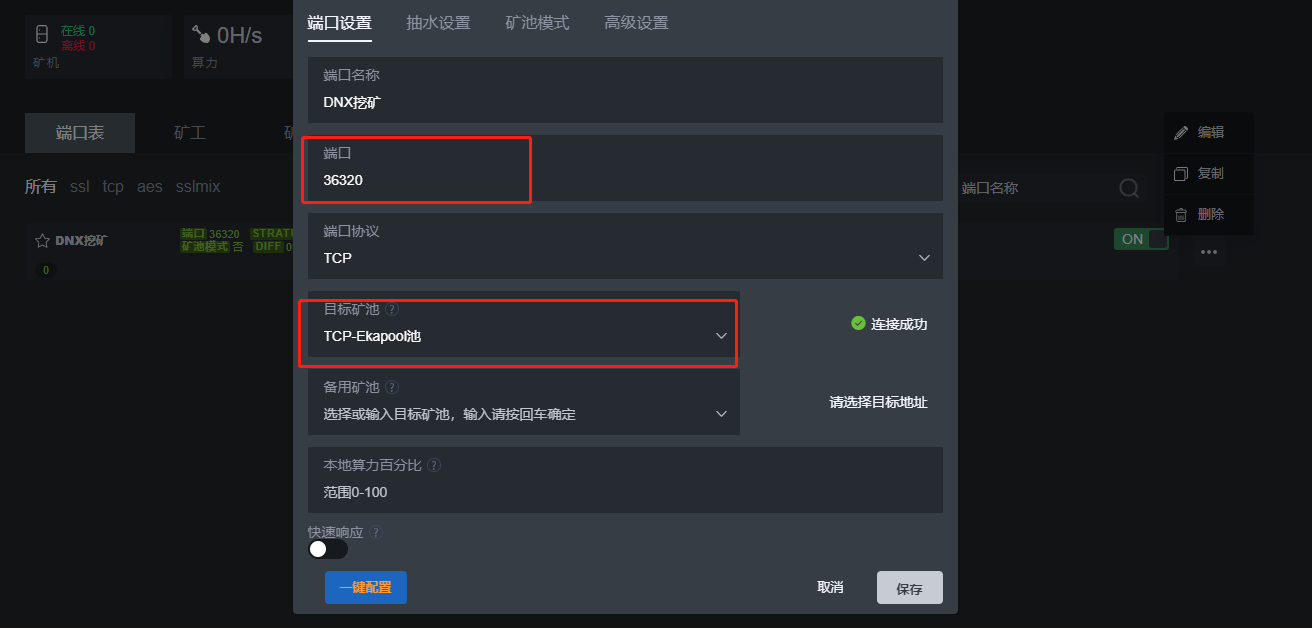 在线 0
离线 0
矿机
0H/s
算力
端口表
矿工
所有 ssl tcp aes sslmix
DNX挖矿
0
端口 36320
矿池模式 否
DIFF
端口设置 抽水设置 矿池模式 高级设置
端口名称
DNX挖矿
端口
36320
端口协议
TCP
目标矿池 ?
TCP-Ekapool池
连接成功
备用矿池 ?
选择或输入目标矿池，输入请按回车确定
请选择目标地址
本地算力百分比 ?
范围0-100
快速响应 ?
一键配置
取消
保存
编辑
复制
删除
端口名称
ON